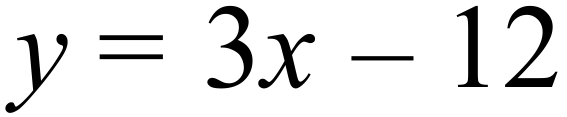 y = 3x − 12